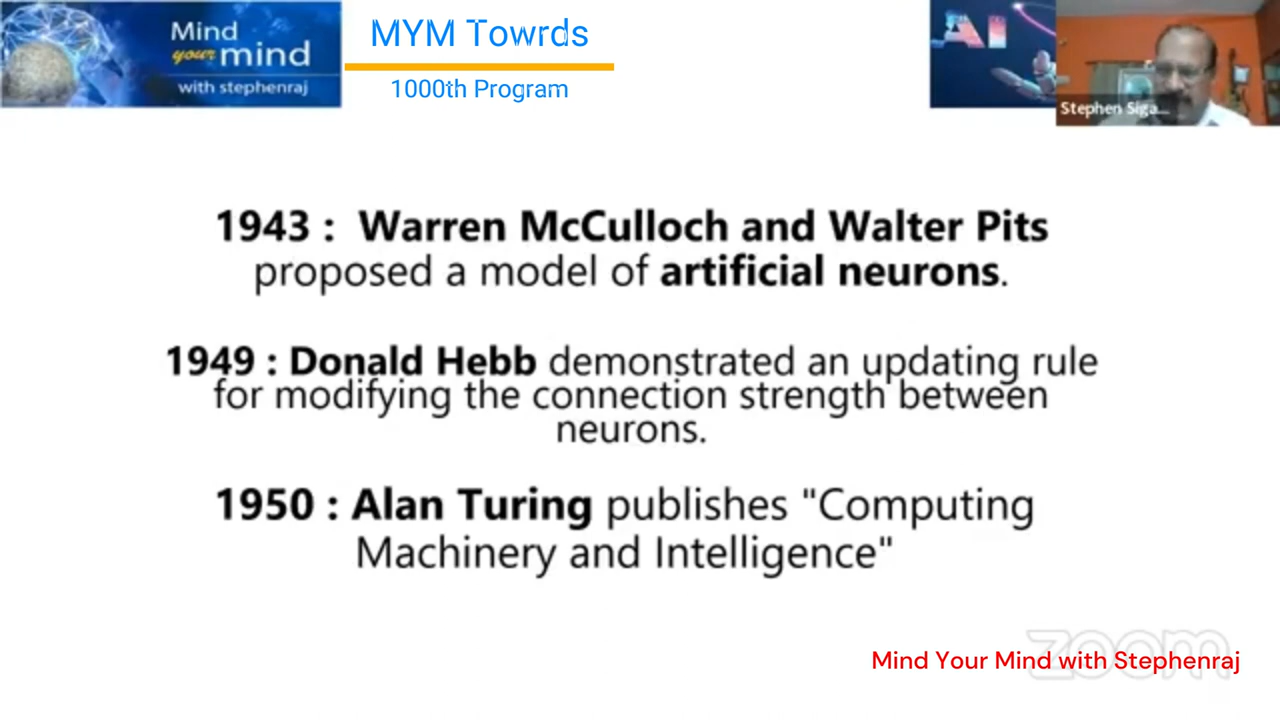 Mind
your mind
with stephenraj
MYM Towrds
1000th Program
AI
Stephen Siga...
1943 :  Warren McCulloch and Walter Pits
proposed a model of artificial neurons.
1949 : Donald Hebb demonstrated an updating rule
for modifying the connection strength between
neurons.
1950 : Alan Turing publishes "Computing
Machinery and Intelligence"
zoom
Mind Your Mind with Stephenraj